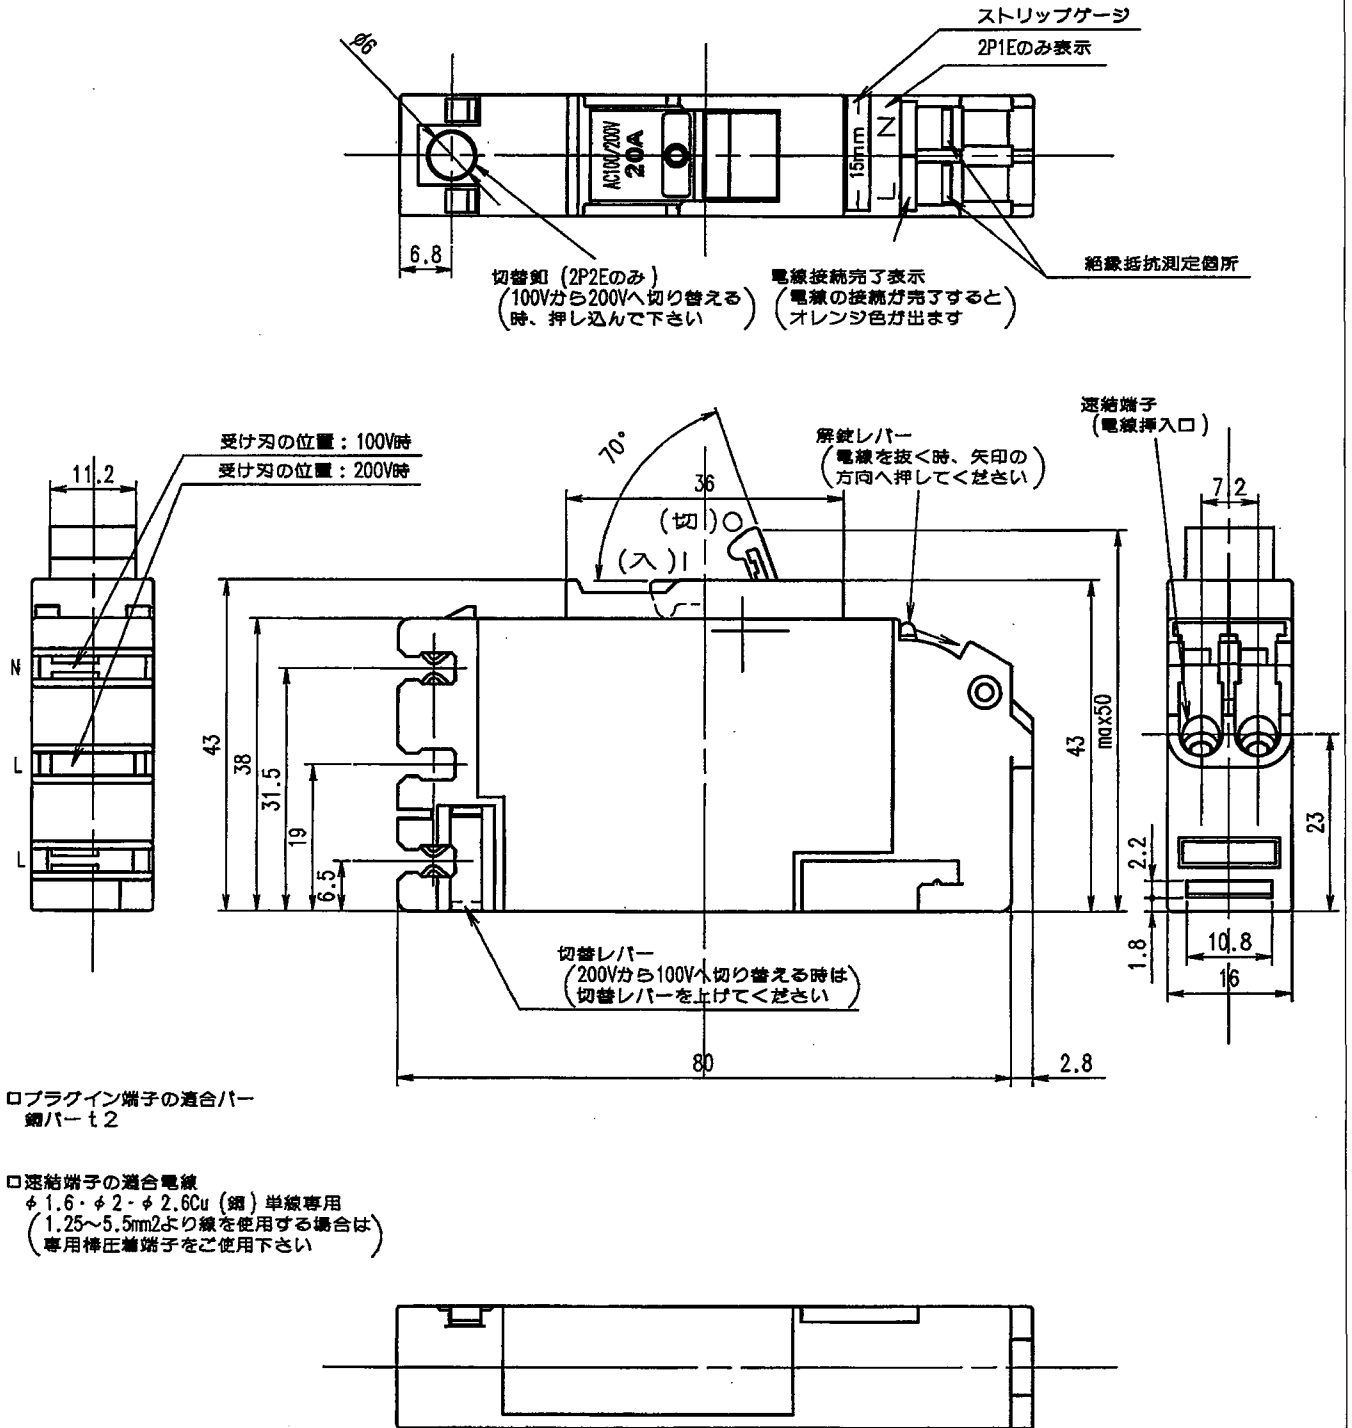 ストリップゲージ
2P1Eのみ表示
φ6
AC100/200V
20A
15mm
L N
6.8
切替釦 (2P2Eのみ)
(100Vから200Vへ切り替える
時、押し込んで下さい)
電線接続完了表示
(電線の接続が完了すると
オレンジ色が出ます)
絶縁抵抗測定個所
受け刃の位置:100V時
受け刃の位置:200V時
11.2
N
L
L
70°
36
(切)○
(入)|
解錠レバー
(電線を抜く時、矢印の
方向へ押してください)
速結端子
(電線挿入口)
7.2
43
38
31.5
19
6.5
43
max50
23
2.2
1.8
10.8
16
切替レバー
(200Vから100Vへ切り替える時は
切替レバーを上げてください)
80
2.8
□プラグイン端子の適合バー
銅バーt2
□速結端子の適合電線
φ1.6・φ2・φ2.6Cu (銅) 単線専用
(1.25~5.5mm2より線を使用する場合は
専用棒圧着端子をご使用下さい)